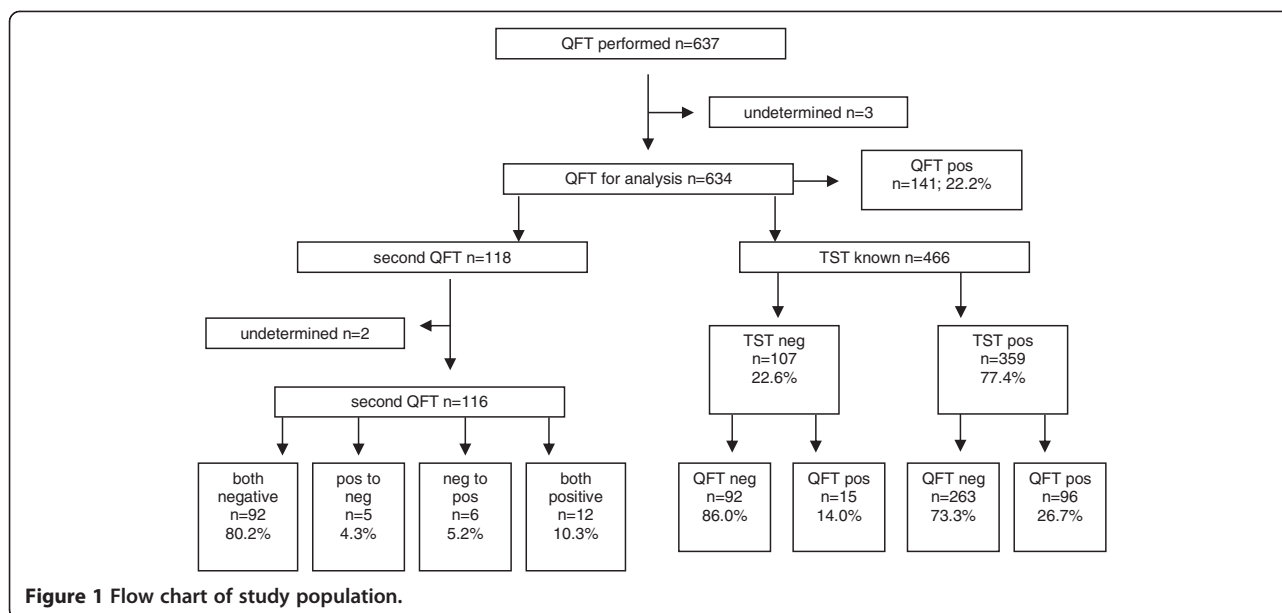 QFT performed n=637
undetermined n=3
QFT pos
n=141; 22.2%
QFT for analysis n=634
second QFT n=118
TST known n=466
undetermined n=2
TST neg
n=107
22.6%
TST pos
n=359
77.4%
second QFT n=116
both
negative
n=92
80.2%
pos to
neg
n=5
4.3%
neg to
pos
n=6
5.2%
both
positive
n=12
10.3%
QFT neg
n=92
86.0%
QFT pos
n=15
14.0%
QFT neg
n=263
73.3%
QFT pos
n=96
26.7%
Figure 1 Flow chart of study population.